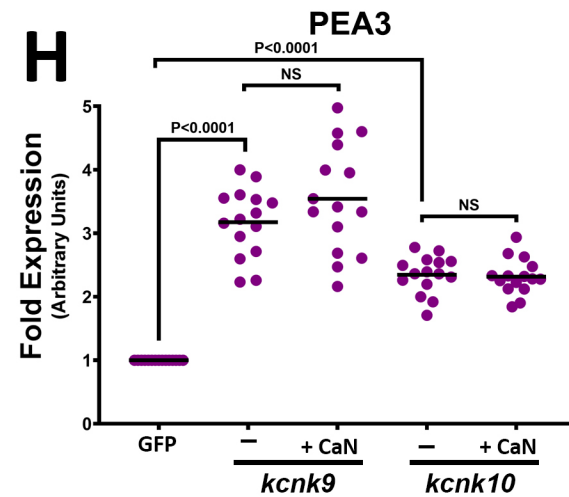 H
PEA3
P<0.0001
NS
P<0.0001
NS
Fold Expression
(Arbitrary Units)
5
4
3
2
1
0
GFP
– + CaN – + CaN
kcnk9 kcnk10